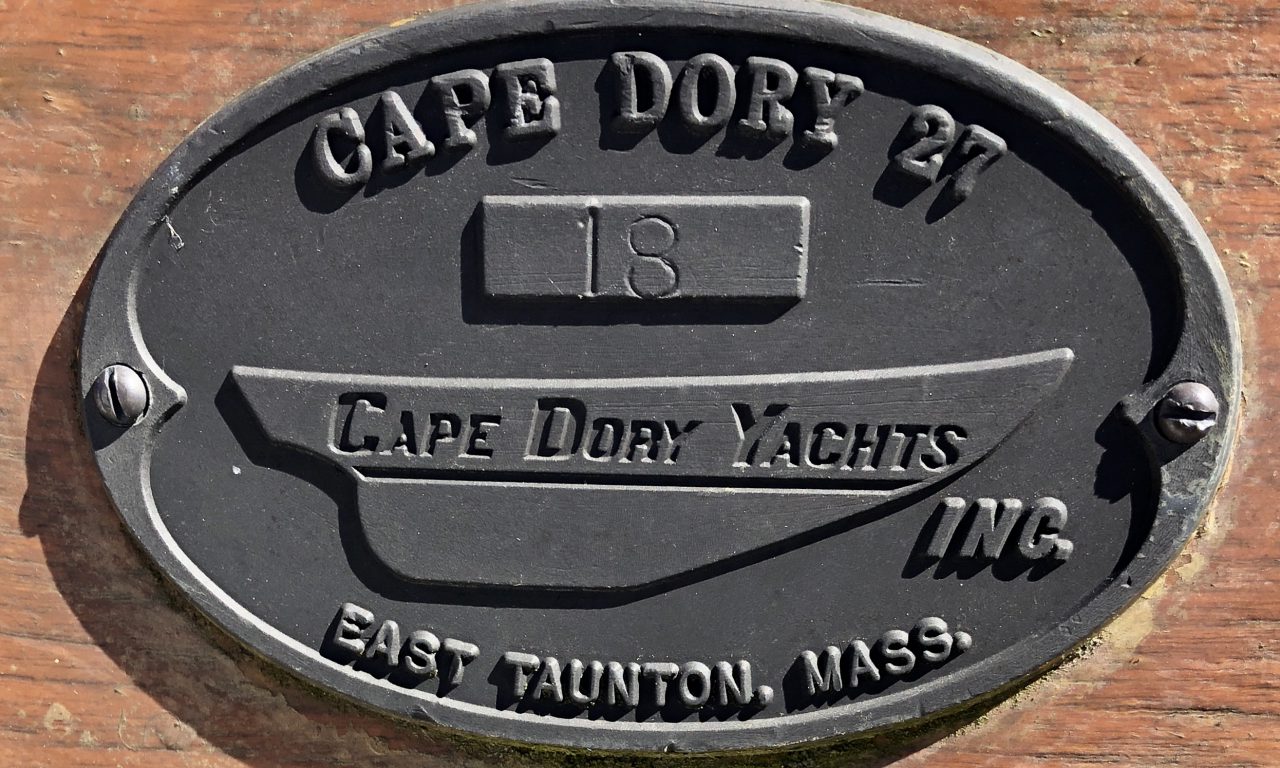 CAPE DORY 27
18
CAPE DORY YACHTS
INC.
EAST TAUNTON, MASS.